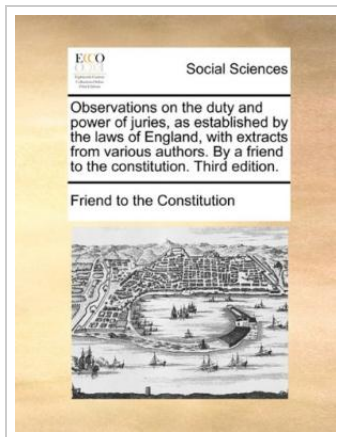 ECCO
Social Sciences
Observations on the duty and
power of juries, as established by
the laws of England, with extracts
from various authors. By a friend
to the constitution. Third edition.
Friend to the Constitution